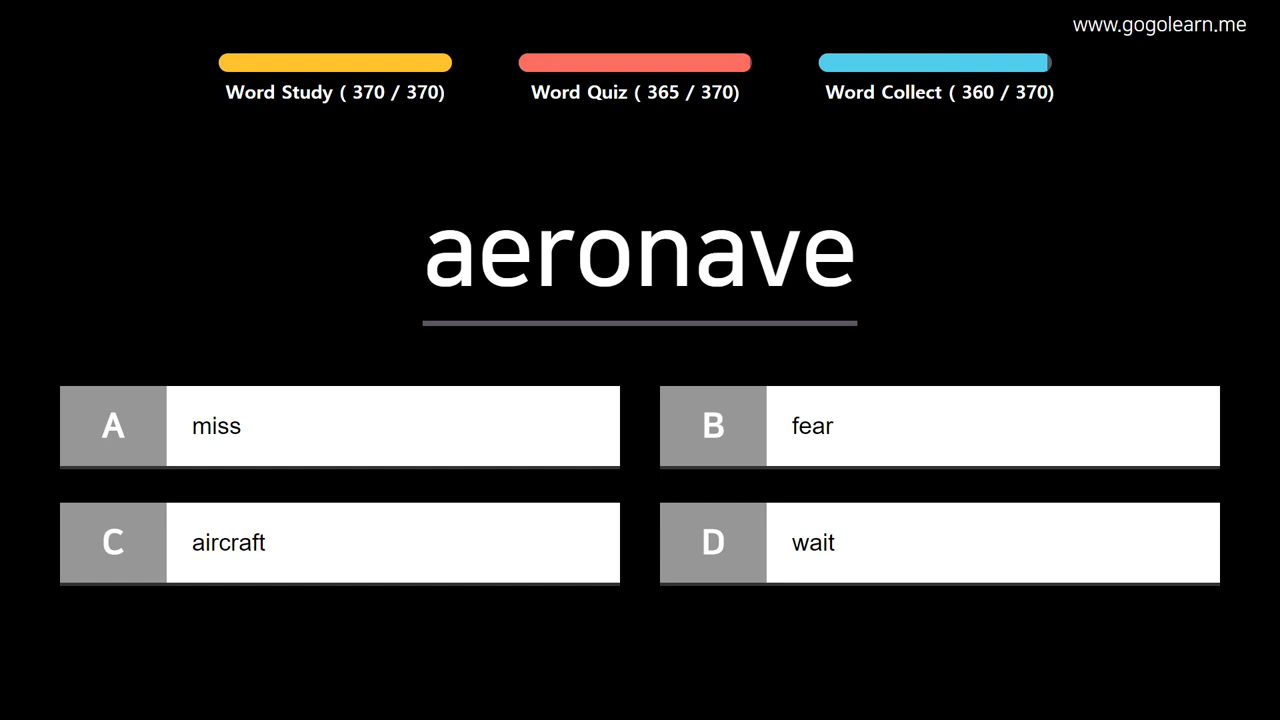 www.gogolearn.me
Word Study ( 370 / 370)
Word Quiz ( 365 / 370)
Word Collect ( 360 / 370)
aeronave
A miss
B fear
C aircraft
D wait